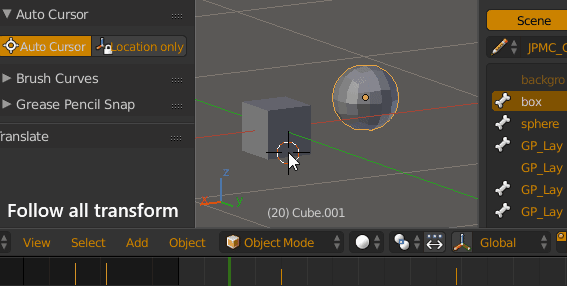 Auto Cursor
Auto Cursor
Location only
Brush Curves
Grease Pencil Snap
Translate
Follow all transform
z
x
y
(20) Cube.001
Scene
JPMC_C
backgro
box
sphere
GP_Lay
GP_Lay
GP_Lay
GP_Lay
View Select Add Object Object Mode Global